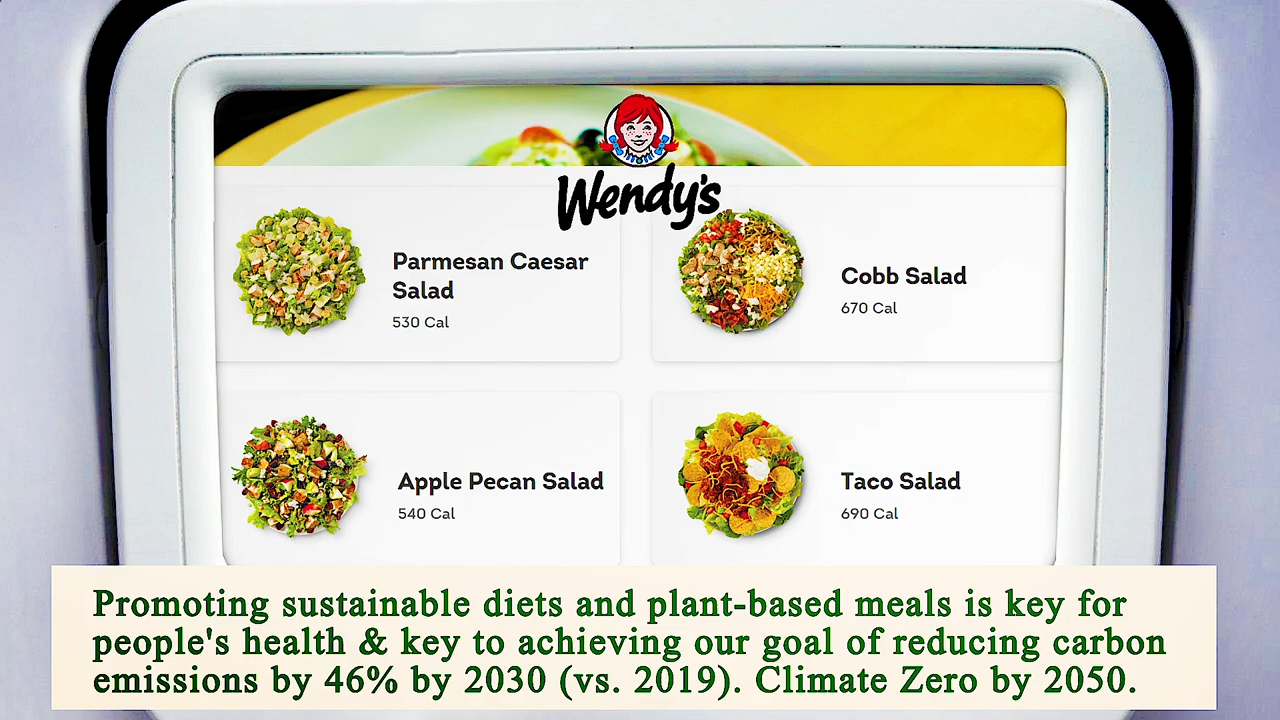 Wendy's
Parmesan Caesar
Salad
530 Cal
Cobb Salad
670 Cal
Apple Pecan Salad
540 Cal
Taco Salad
690 Cal
Promoting sustainable diets and plant-based meals is key for
people's health & key to achieving our goal of reducing carbon
emissions by 46% by 2030 (vs. 2019). Climate Zero by 2050.